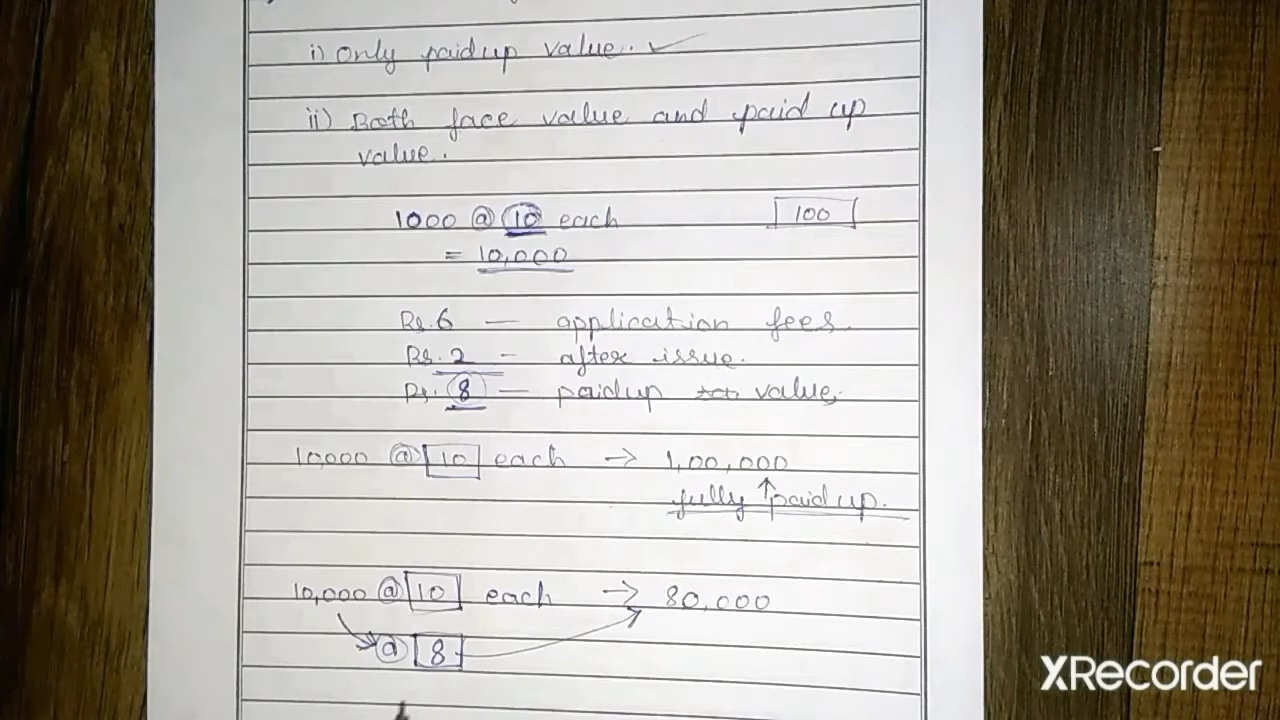 i) Only paidup value. ✓
ii) Both face value and paid up
value.
1000 @ 10 each
100
= 10,000
Rs. 6 — application fees.
Rs. 2 — after issue.
Rs. 8 — paidup value.
10,000 @ 10 each → 1,00,000
↑
fully paid up.
10,000 @ 10 each → 80,000
@ 8
XRecorder